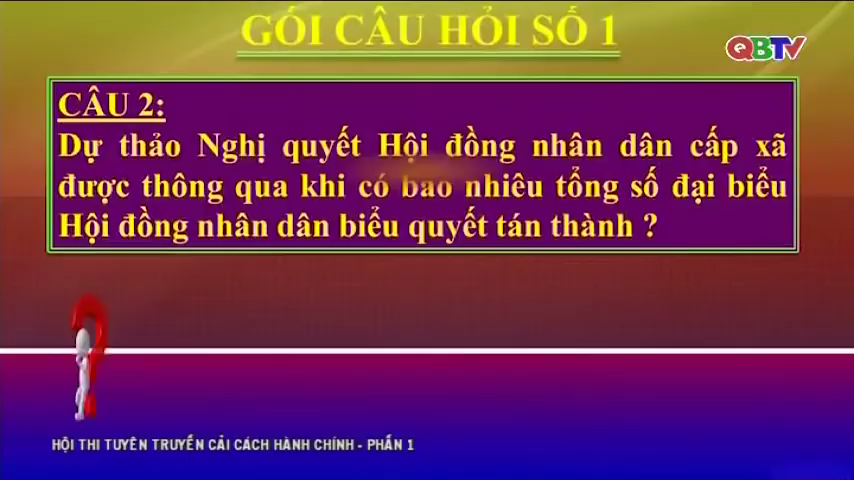 GÓI CÂU HỎI SỐ 1
QBTV
CÂU 2:
Dự thảo Nghị quyết Hội đồng nhân dân cấp xã
được thông qua khi có bao nhiêu tổng số đại biểu
Hội đồng nhân dân biểu quyết tán thành ?
HỘI THI TUYÊN TRUYỀN CẢI CÁCH HÀNH CHÍNH - PHẦN 1